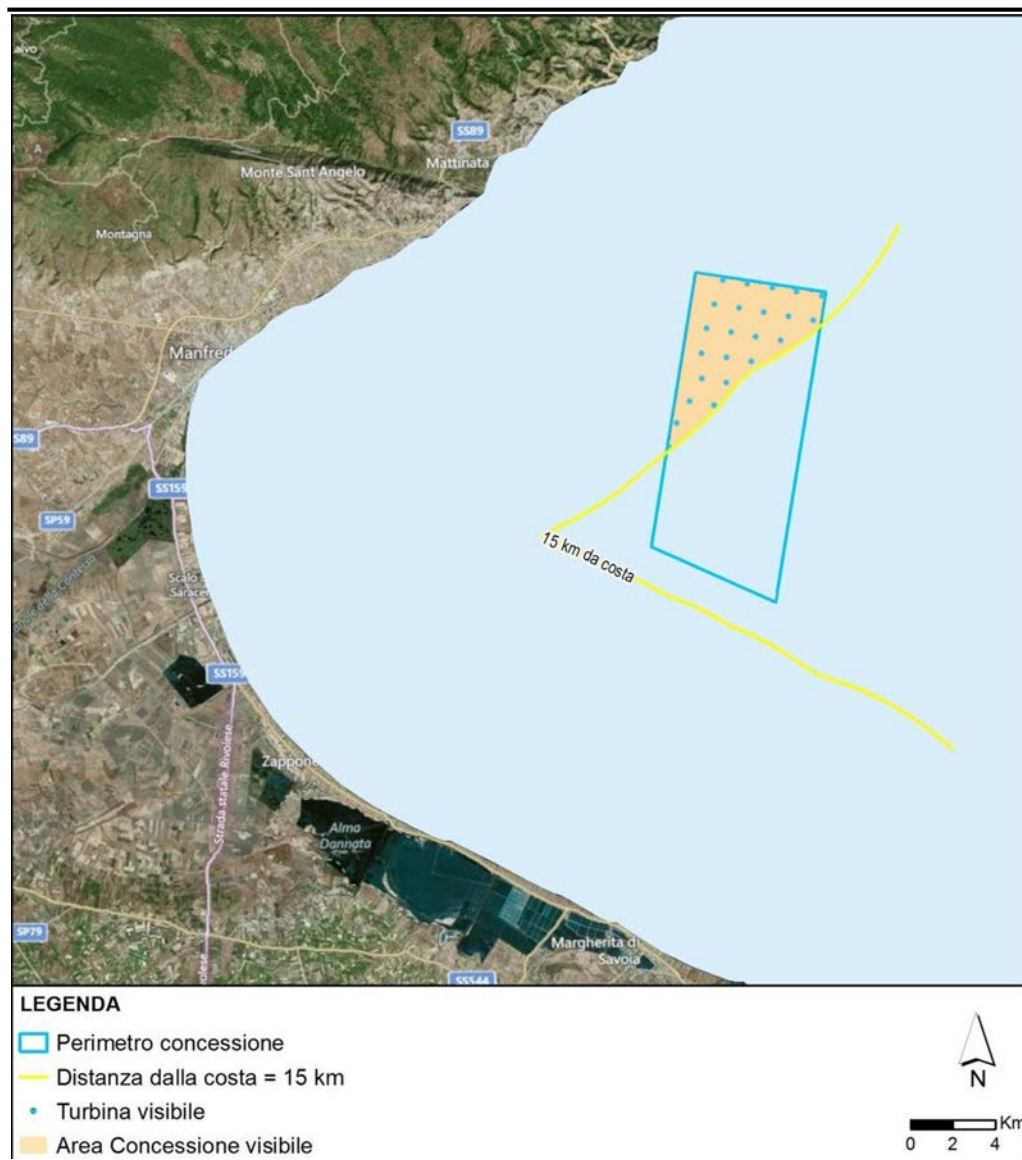 SS89
Mattinata
Monte Sant'Angelo
Montagna
Manfred
SS89
SS159
SP59
Scalo
Saracen
SS159
Zappone
Strada statale Rivolese
Alma
Dannata
SP79
Margherita di
Savoia
SS544
15 km da costa
LEGENDA
Perimetro concessione
Distanza dalla costa = 15 km
Turbina visibile
Area Concessione visibile
N
Km
0 2 4